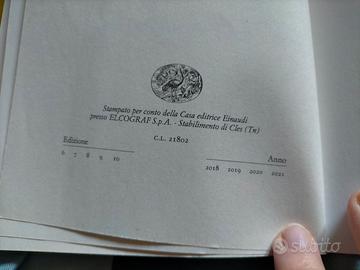 Stampato per conto della Casa editrice Einaudi
presso ELCOGRAF S.p.A. - Stabilimento di Cles (Tn)
C.L. 21802
Edizione
Anno
6 7 8 9 10
2018 2019 2020 2021
subito